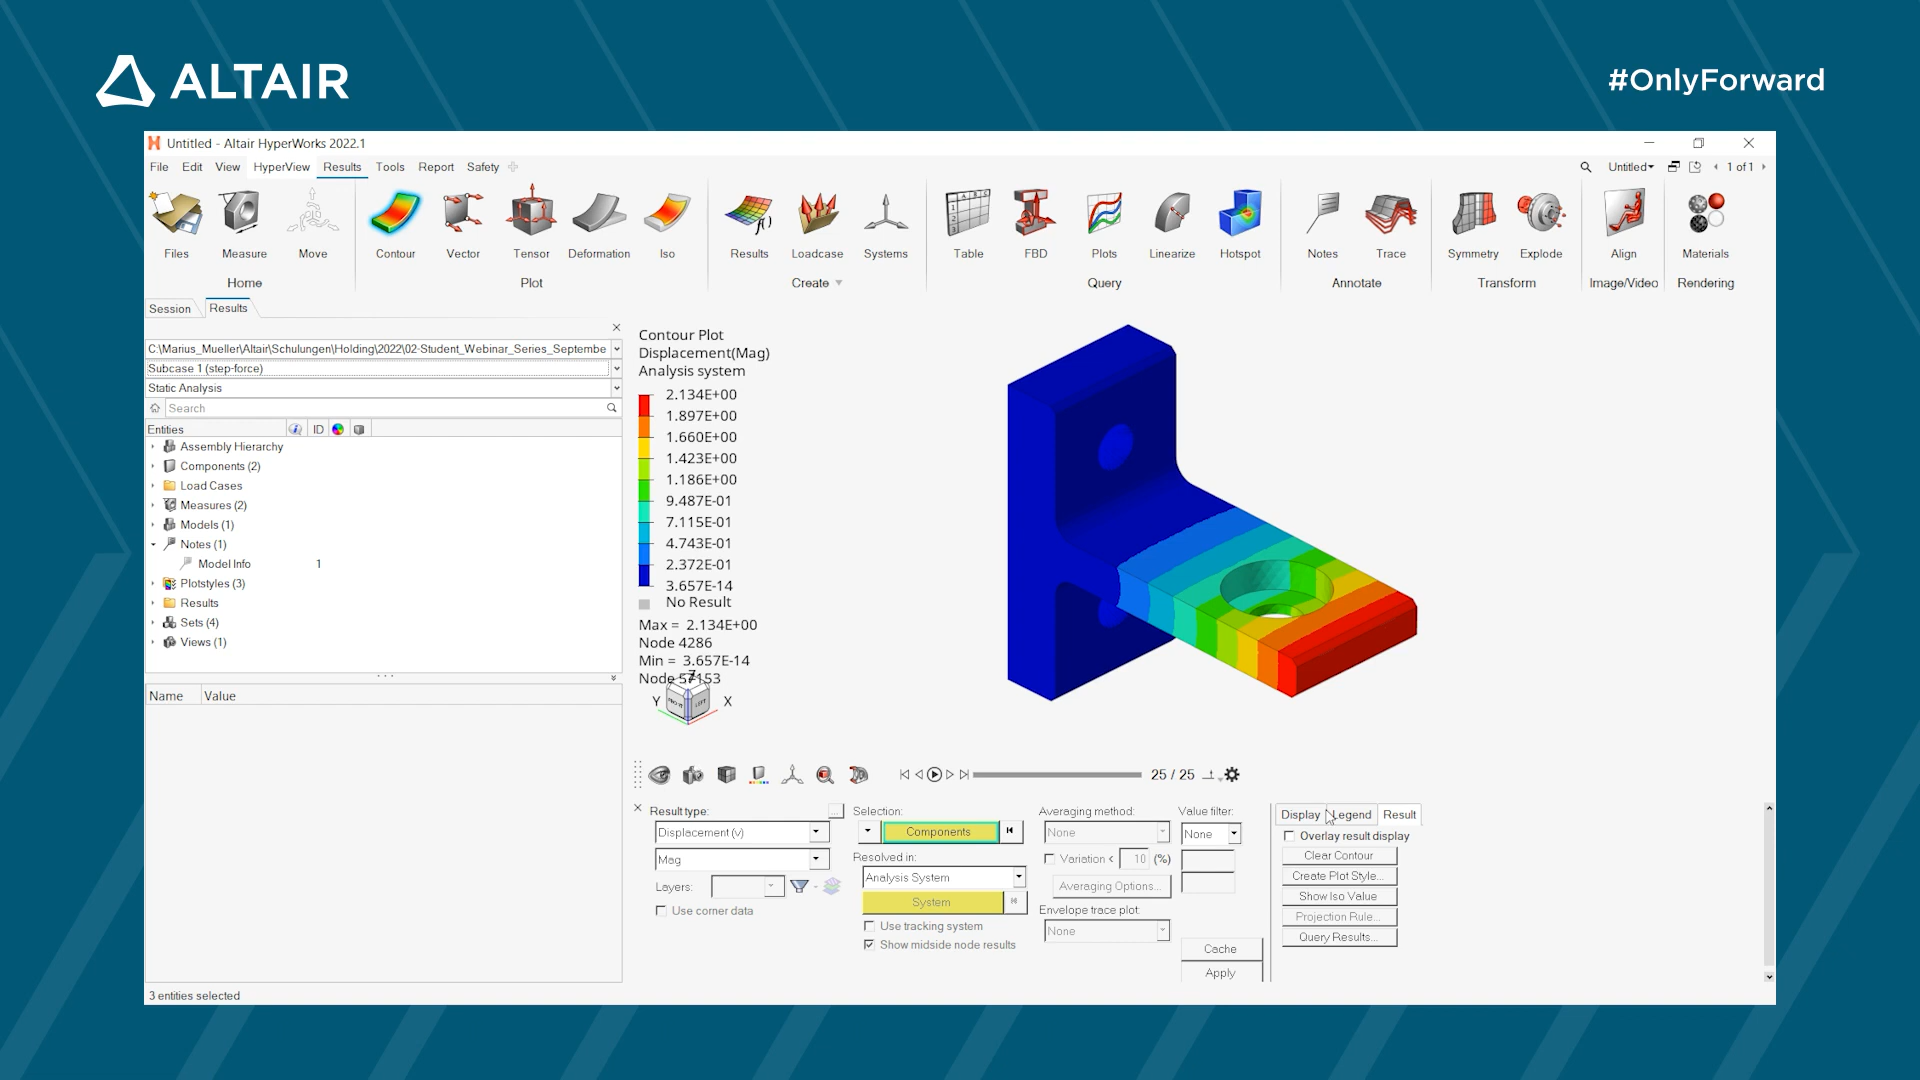 ALTAIR
#OnlyForward
Untitled - Altair HyperWorks 2022.1
File Edit View HyperView Results Tools Report Safety
Untitled
1 of 1
Files Measure Move Contour Vector Tensor Deformation Iso Results Loadcase Systems Table FBD Plots Linearize Hotspot Notes Trace Symmetry Explode Align Materials
Home Plot Create Query Annotate Transform Image/Video Rendering
Session Results
C:\Marius_Mueller\Altair\Schulungen\Holding\2022\02-Student_Webinar_Series_Septembe
Subcase 1 (step-force)
Static Analysis
Search
Entities ID
Assembly Hierarchy
Components (2)
Load Cases
Measures (2)
Models (1)
Notes (1)
Model Info 1
Plotstyles (3)
Results
Sets (4)
Views (1)
Name Value
3 entities selected
Contour Plot
Displacement(Mag)
Analysis system
2.134E+00
1.897E+00
1.660E+00
1.423E+00
1.186E+00
9.487E-01
7.115E-01
4.743E-01
2.372E-01
3.657E-14
No Result
Max = 2.134E+00
Node 4286
Min = 3.657E-14
Node 57153
Z
Y X
LEFT
25 / 25
Result type:
Displacement (v)
Mag
Layers:
Use corner data
Selection:
Components
Resolved in:
Analysis System
System
Use tracking system
Show midside node results
Averaging method:
None
Variation < 10 (%)
Averaging Options...
Envelope trace plot:
None
Value filter:
None
Cache
Apply
Display Legend Result
Overlay result display
Clear Contour
Create Plot Style...
Show Iso Value
Projection Rule...
Query Results...